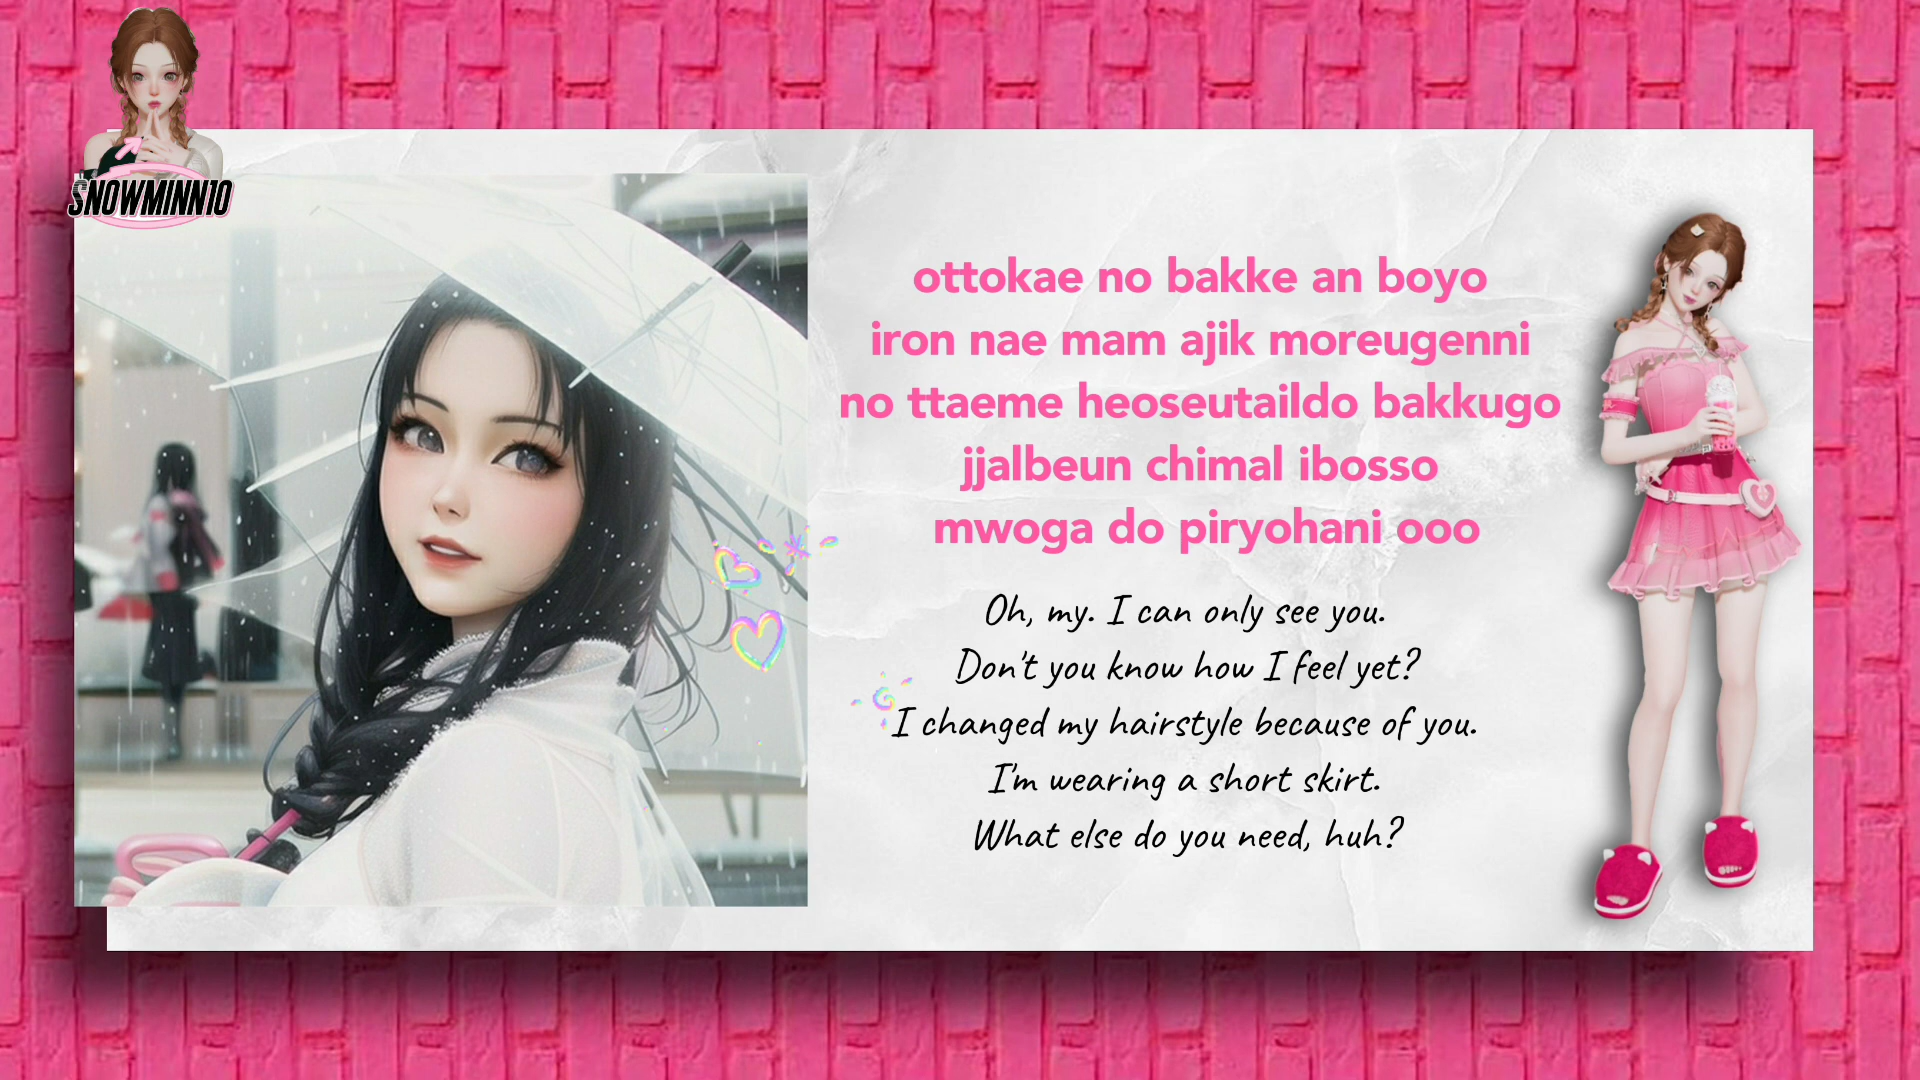 SNOWMINN10
ottokae no bakke an boyo
iron nae mam ajik moreugenni
no ttaeme heoseutaildo bakkugo
jjalbeun chimal ibosso
mwoga do piryohani ooo
Oh, my. I can only see you.
Don't you know how I feel yet?
I changed my hairstyle because of you.
I'm wearing a short skirt.
What else do you need, huh?